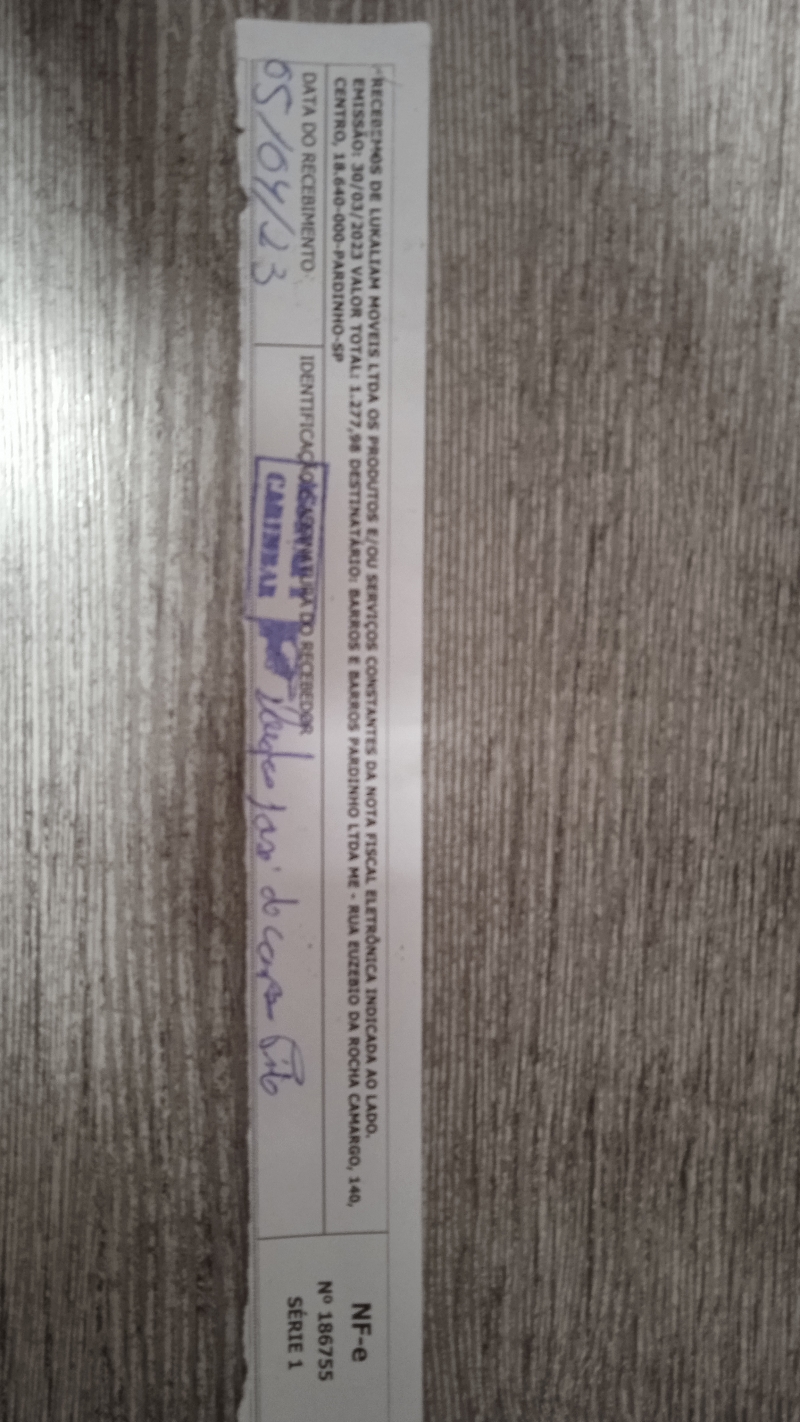 RECEBEMOS DE LUKALIAM MOVEIS LTDA OS PRODUTOS E/OU SERVIÇOS CONSTANTES DA NOTA FISCAL ELETRÔNICA INDICADA AO LADO.
EMISSÃO: 30/03/2023 VALOR TOTAL: 1.277,98 DESTINATÁRIO: BARROS E BARROS PARDINHO LTDA ME - RUA EUZEBIO DA ROCHA CAMARGO, 140,
CENTRO, 18.640-000-PARDINHO-SP
DATA DO RECEBIMENTO
05/04/23
IDENTIFICAÇÃO E ASSINATURA DO RECEBEDOR
José do
NF-e
Nº 186755
SÉRIE 1